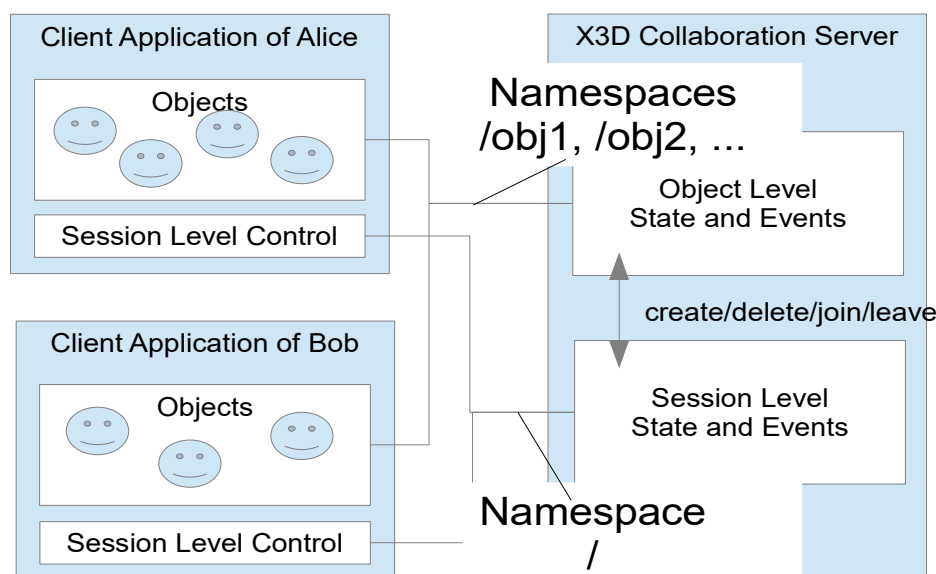 Client Application of Alice
Objects
Session Level Control
X3D Collaboration Server
Namespaces
/obj1, /obj2, ...
Object Level
State and Events
create/delete/join/leave
Client Application of Bob
Objects
Session Level Control
Session Level
State and Events
Namespace
/